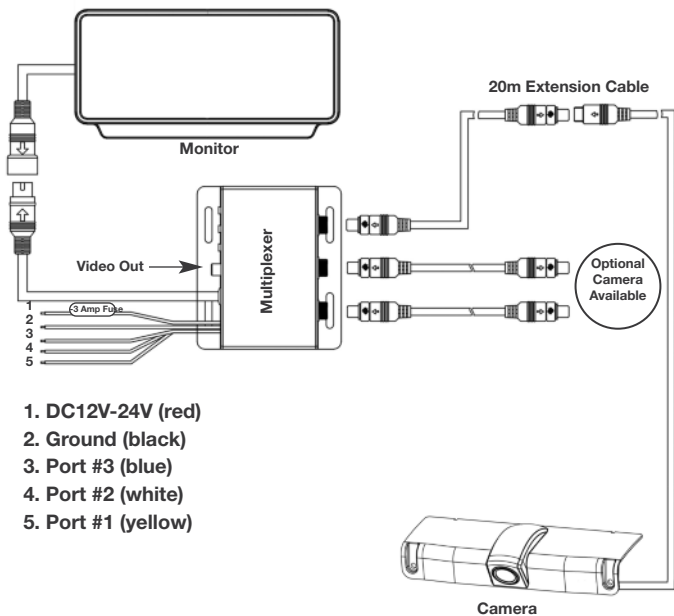 20m Extension Cable
Monitor
Video Out
Multiplexer
Optional
Camera
Available
1
3 Amp Fuse
2
3
4
5
1. DC12V-24V (red)
2. Ground (black)
3. Port #3 (blue)
4. Port #2 (white)
5. Port #1 (yellow)
Camera